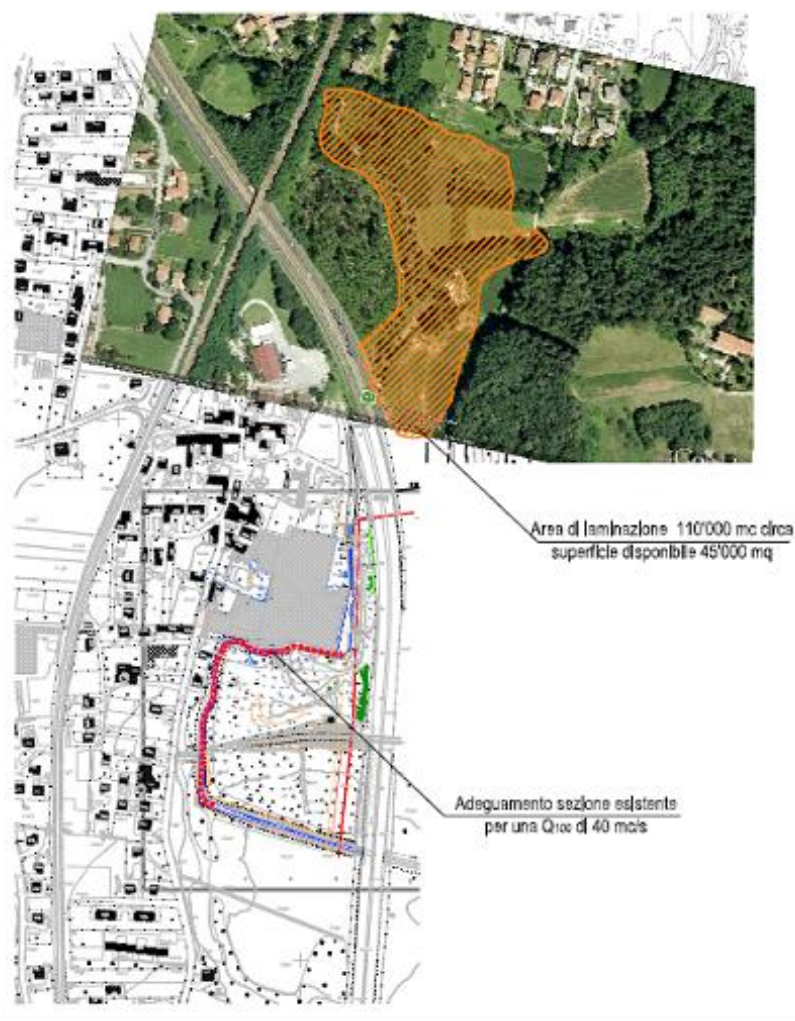 Area di laminazione 110'000 mc circa
superficie disponibile 45'000 mq
Adeguamento sezione esistente
per una Q100 di 40 mc/s